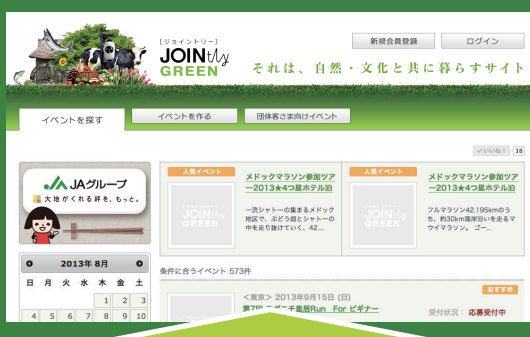 [ジョイントリー]
JOINtly
GREEN
新規会員登録
ログイン
それは、自然・文化と共に暮らすサイト
イベントを探す
イベントを作る
団体客さま向けイベント
いいね!
38
JAグループ
大地がくれる絆を、もっと。
人気イベント
メドックマラソン参加ツア
ー2013★4つ星ホテル泊
一流シャトーの集まるメドック
地区で、ぶどう畑とシャトーの
中を走り抜けていく、42....
JOINtly
GREEN
人気イベント
メドックマラソン参加ツア
ー2013★4つ星ホテル泊
フルマラソン42.195kmのう
ち、約30km海岸沿いを走るマ
ウイマラソン。 ゴー...
JOINtly
GREEN
2013年 8月
日 月 火 水 木 金 土
1 2 3
4 5 6 7 8 9 10
条件に合うイベント 573件
おすすめ
<東京> 2013年9月15日 (日)
皇居Run For ビギナー
受付状況: 応募受付中